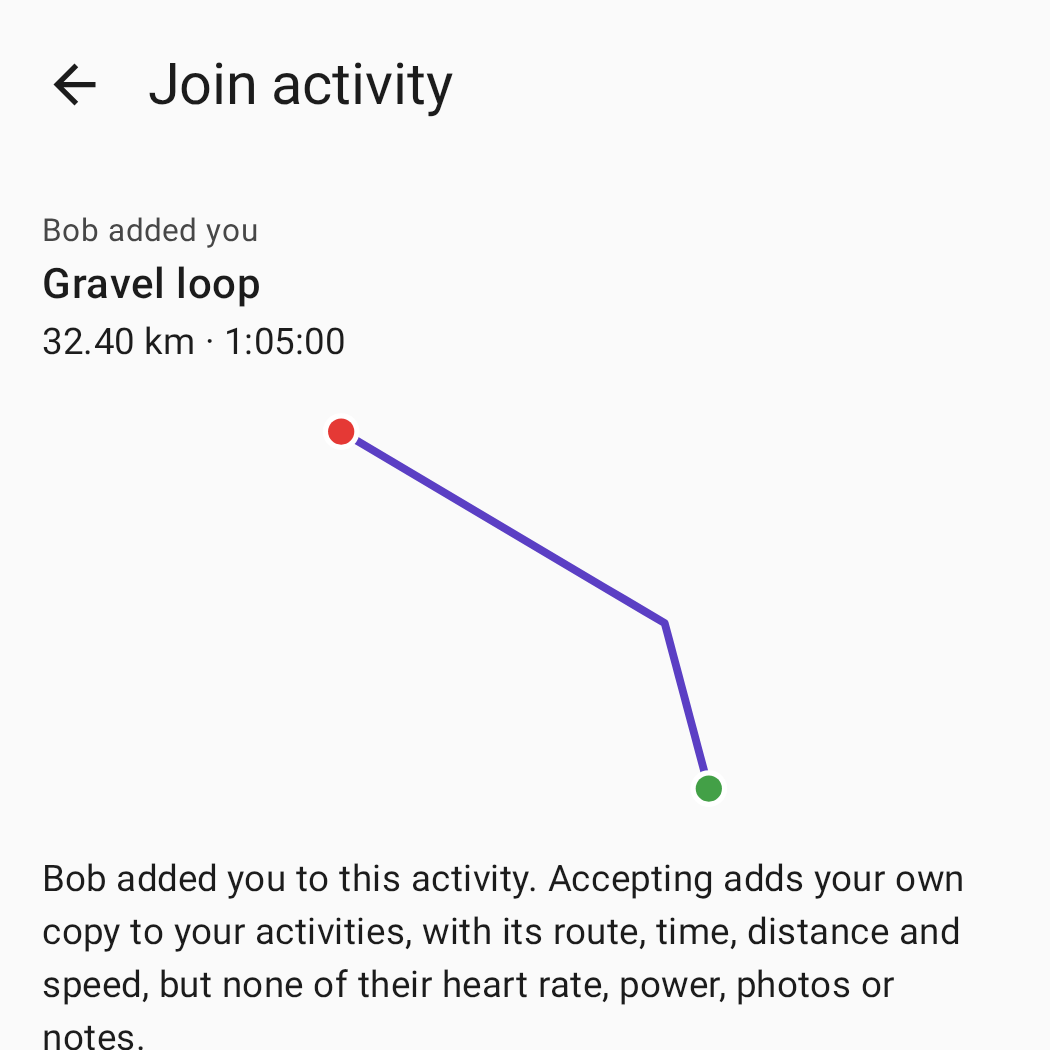 Join activity
Bob added you
Gravel loop
32.40 km · 1:05:00
Bob added you to this activity. Accepting adds your own
copy to your activities, with its route, time, distance and
speed, but none of their heart rate, power, photos or
notes.